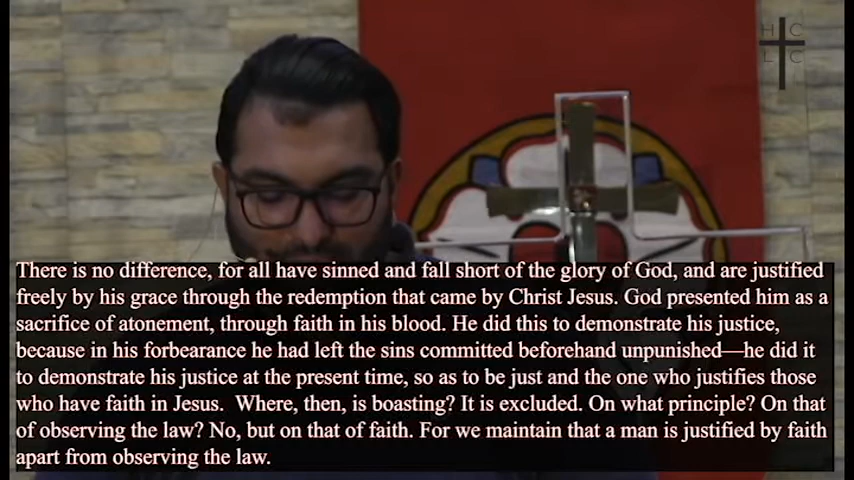 H C
L C
There is no difference, for all have sinned and fall short of the glory of God, and are justified
freely by his grace through the redemption that came by Christ Jesus. God presented him as a
sacrifice of atonement, through faith in his blood. He did this to demonstrate his justice,
because in his forbearance he had left the sins committed beforehand unpunished—he did it
to demonstrate his justice at the present time, so as to be just and the one who justifies those
who have faith in Jesus.  Where, then, is boasting? It is excluded. On what principle? On that
of observing the law? No, but on that of faith. For we maintain that a man is justified by faith
apart from observing the law.